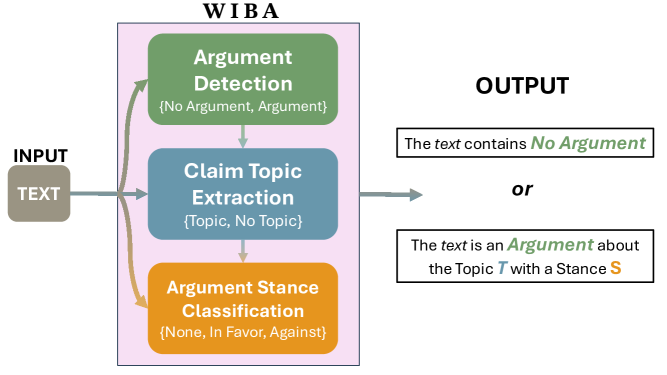 WIBA
INPUT
TEXT
Argument
Detection
{No Argument, Argument}
Claim Topic
Extraction
{Topic, No Topic}
Argument Stance
Classification
{None, In Favor, Against}
OUTPUT
The text contains No Argument
or
The text is an Argument about
the Topic T with a Stance S